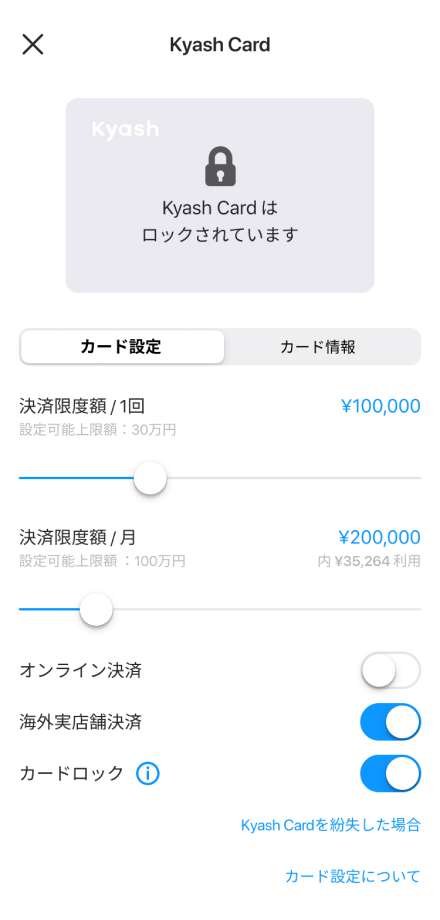 Kyash Card
Kyash
Kyash Card は
ロックされています
カード設定
カード情報
決済限度額 / 1回
¥100,000
設定可能上限額：30万円
決済限度額 / 月
¥200,000
設定可能上限額 ：100万円
内 ¥35,264 利用
オンライン決済
海外実店舗決済
カードロック
Kyash Cardを紛失した場合
カード設定について